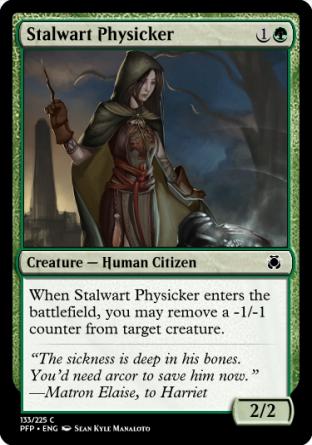 Stalwart Physicker 1
Creature — Human Citizen
When Stalwart Physicker enters the
battlefield, you may remove a -1/-1
counter from target creature.
“The sickness is deep in his bones.
You’d need arcor to save him now.”
—Matron Elaise, to Harriet
2/2
133/225 C
PFP • ENG Sean Kyle Manaloto